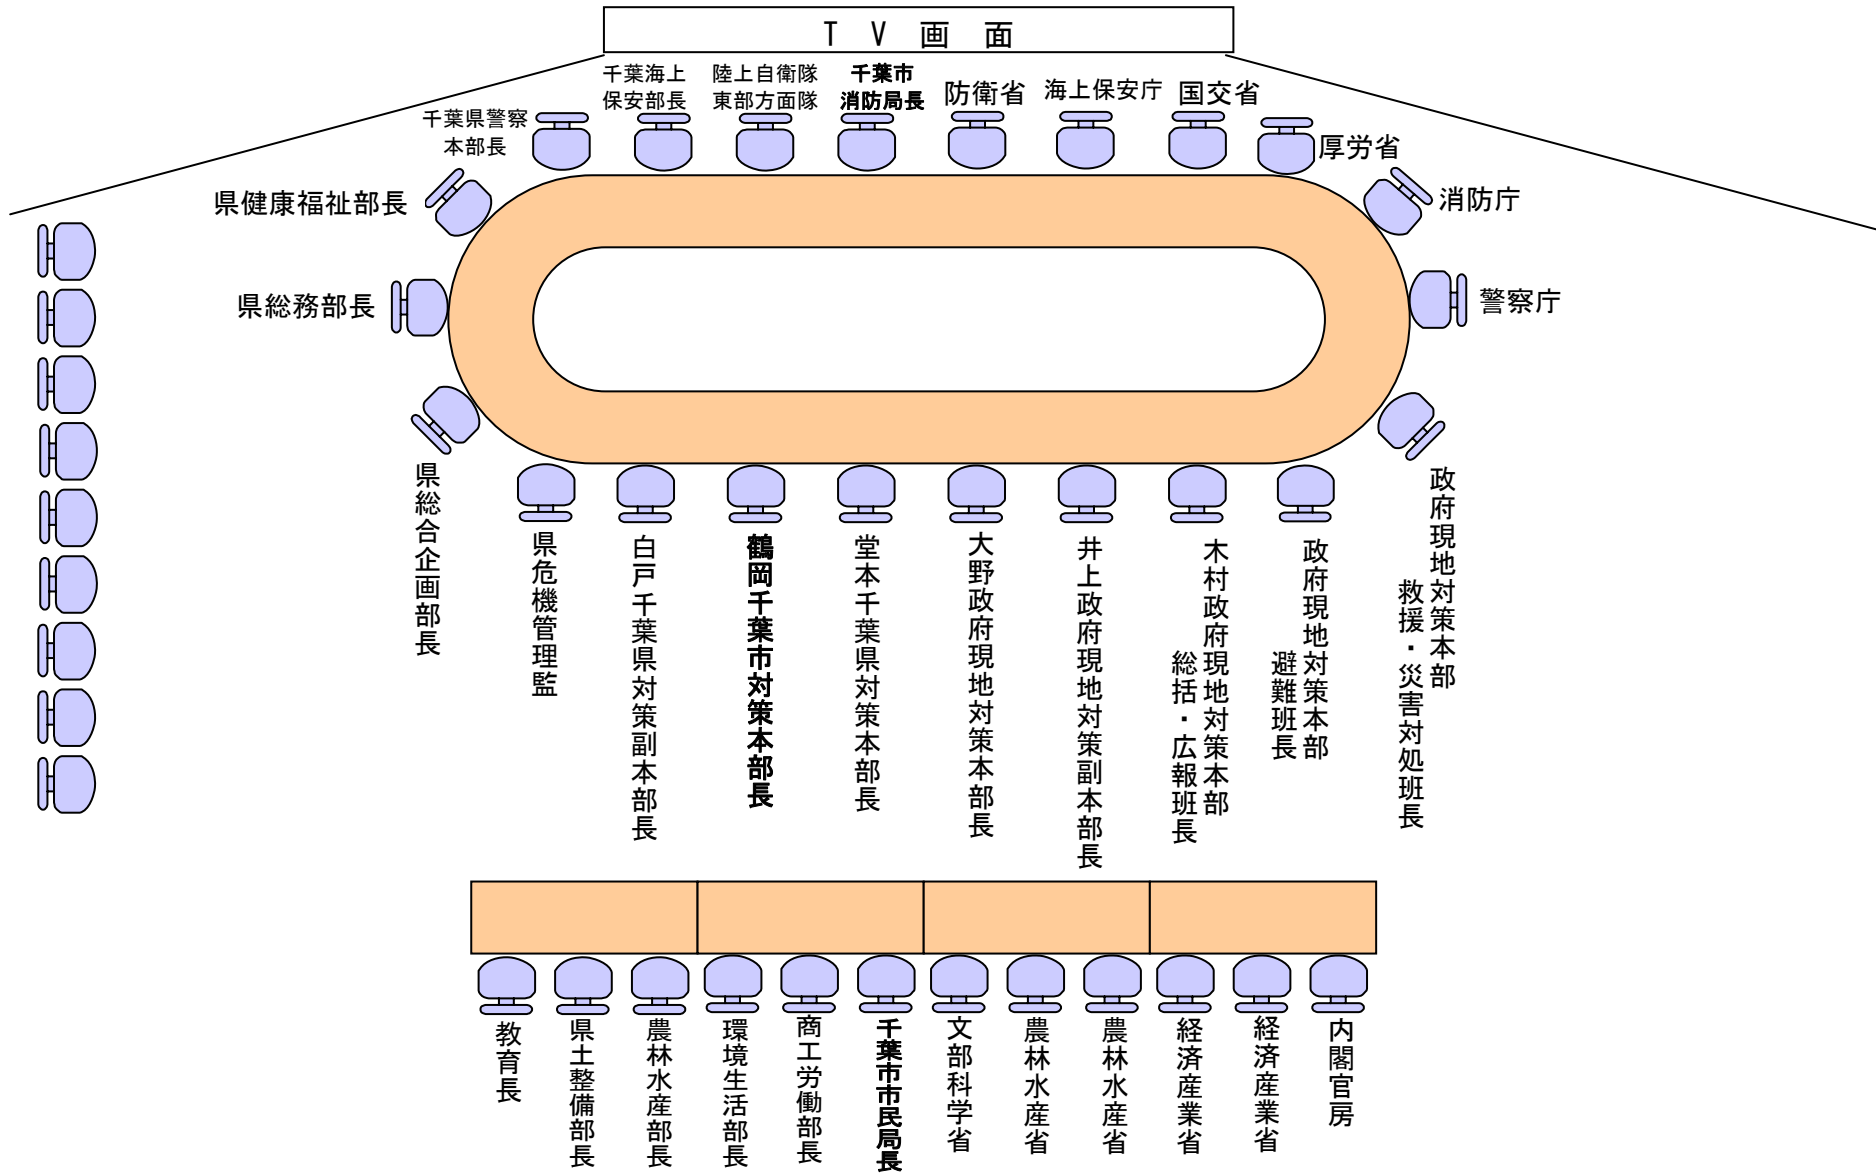 TV画面
千葉海上
保安部長
陸上自衛隊
東部方面隊
千葉市
消防局長
防衛省
海上保安庁
国交省
千葉県警察
本部長
厚労省
県健康福祉部長
消防庁
県総務部長
警察庁
県総合企画部長
県危機管理監
白戸千葉県対策副本部長
鶴岡千葉市対策本部長
堂本千葉県対策本部長
大野政府現地対策本部長
井上政府現地対策副本部長
木村政府現地対策本部
総括・広報班長
政府現地対策本部
避難班長
政府現地対策本部
救援・災害対処班長
教育長
県土整備部長
農林水産部長
環境生活部長
商工労働部長
千葉市市民局長
文部科学省
農林水産省
農林水産省
経済産業省
経済産業省
内閣官房